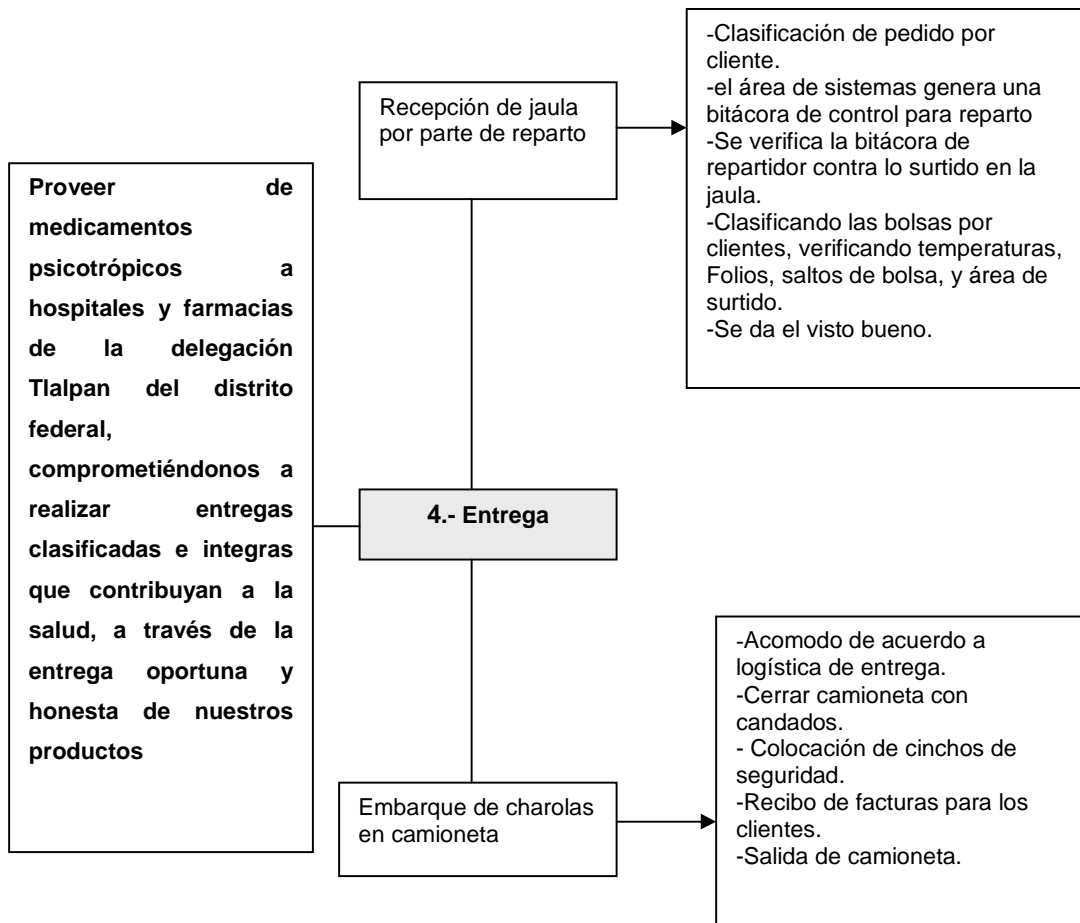 Proveer de
medicamentos
psicotrópicos a
hospitales y farmacias
de la delegación
Tlalpan del distrito
federal,
comprometiéndonos a
realizar entregas
clasificadas e integras
que contribuyan a la
salud, a través de la
entrega oportuna y
honesta de nuestros
productos
4.- Entrega
Recepción de jaula
por parte de reparto
-Clasificación de pedido por
cliente.
-el área de sistemas genera una
bitácora de control para reparto
-Se verifica la bitácora de
repartidor contra lo surtido en la
jaula.
-Clasificando las bolsas por
clientes, verificando temperaturas,
Folios, saltos de bolsa, y área de
surtido.
-Se da el visto bueno.
Embarque de charolas
en camioneta
-Acomodo de acuerdo a
logística de entrega.
-Cerrar camioneta con
candados.
- Colocación de cinchos de
seguridad.
-Recibo de facturas para los
clientes.
-Salida de camioneta.